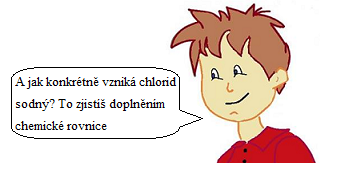 A jak konkrétně vzniká chlorid
sodný? To zjistíš doplněním
chemické rovnice